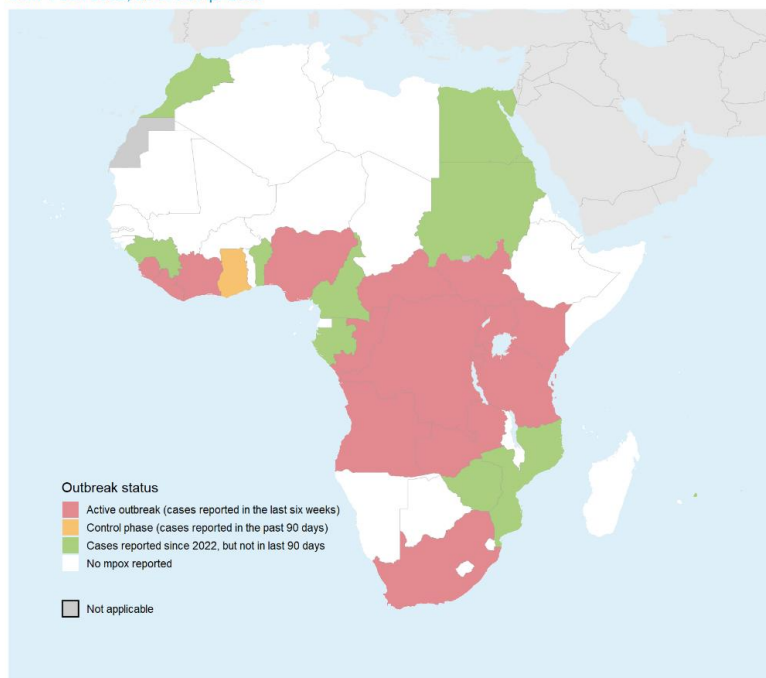 Outbreak status
Active outbreak (cases reported in the last six weeks)
Control phase (cases reported in the past 90 days)
Cases reported since 2022, but not in last 90 days
No mpox reported
Not applicable